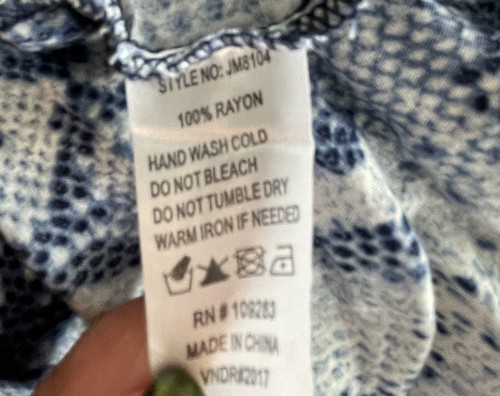 STYLE NO: JM8104
100% RAYON
HAND WASH COLD
DO NOT BLEACH
DO NOT TUMBLE DRY
WARM IRON IF NEEDED
RN # 109283
MADE IN CHINA
VNDR#2017